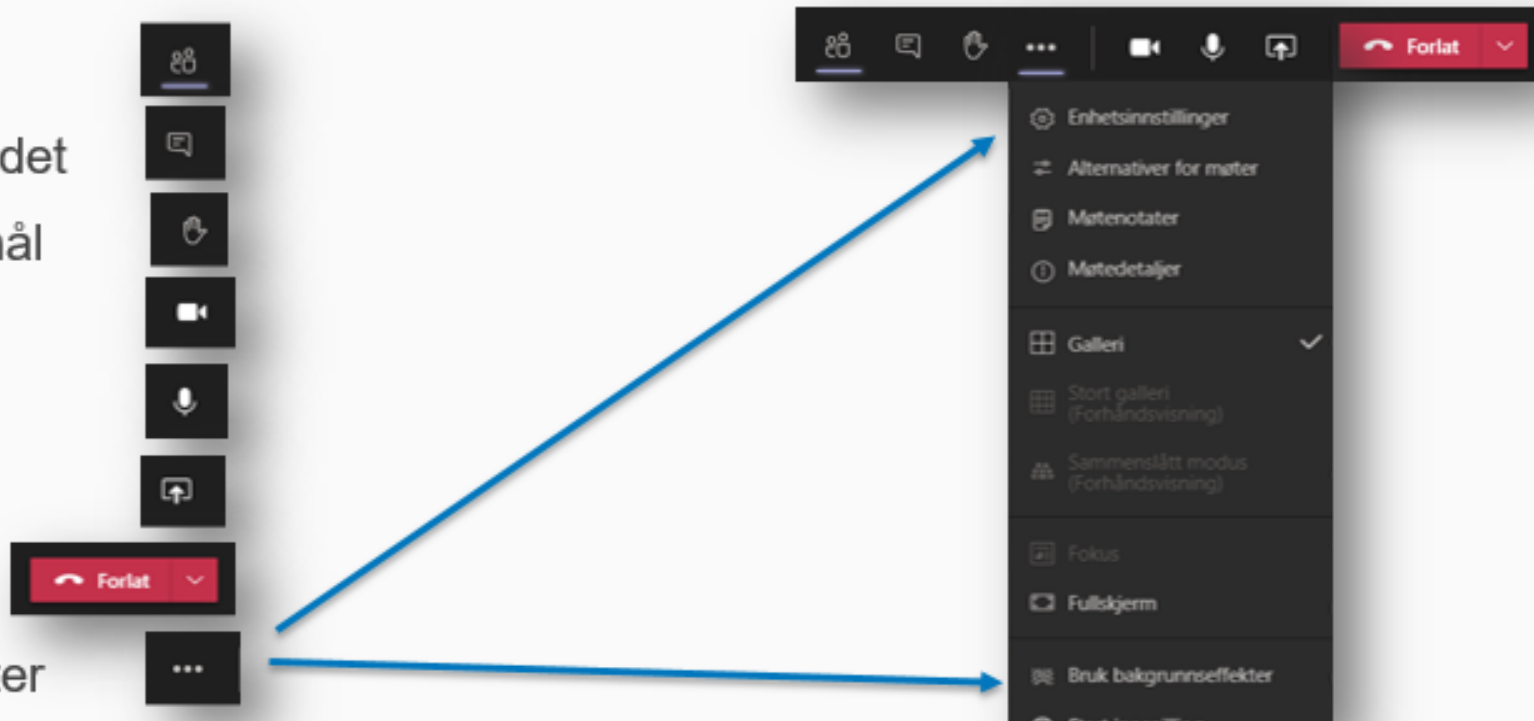 Forlat
Enhetsinnstillinger
det
Alternativer for møter
Møtenotater
ål
Møtedetaljer
Galleri
Stort galleri
(Forhåndsvisning)
Sammenslått modus
(Forhåndsvisning)
Fokus
Forlat
Fullskjerm
er
Bruk bakgrunnseffekter